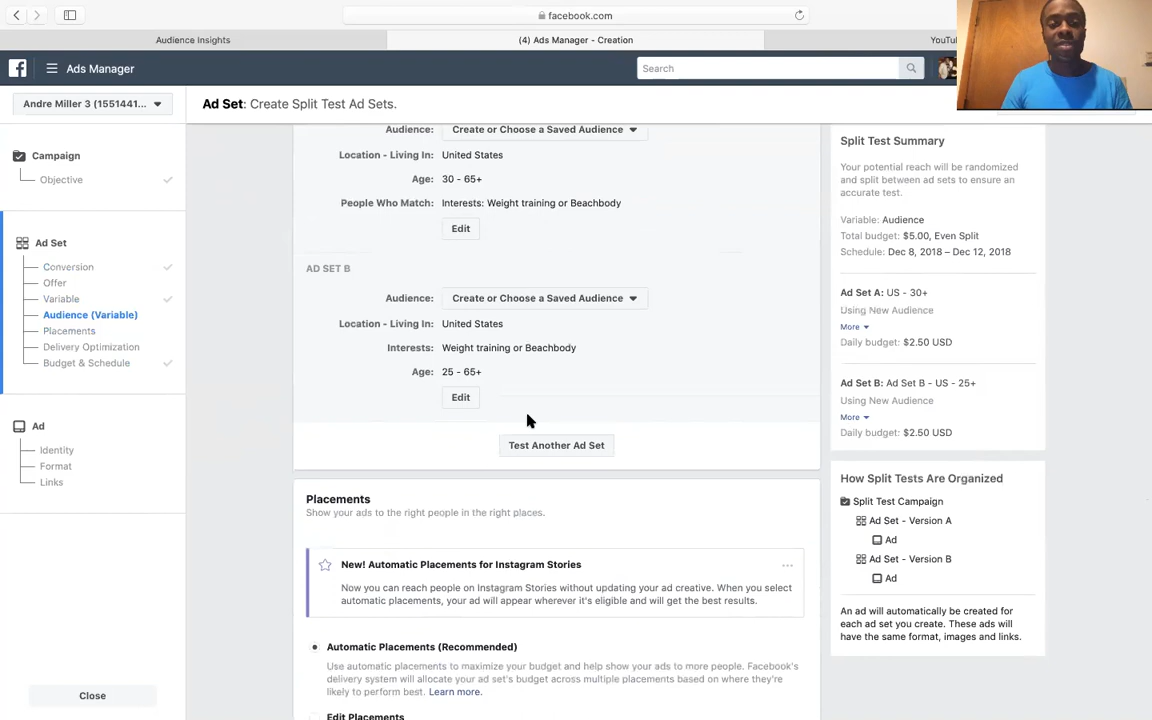 facebook.com
Audience Insights
(4) Ads Manager - Creation
Ads Manager
Search
Andre Miller 3 (1551441...
Ad Set: Create Split Test Ad Sets.
Campaign
Objective
Ad Set
Conversion
Offer
Variable
Audience (Variable)
Placements
Delivery Optimization
Budget & Schedule
Ad
Identity
Format
Links
Close
Audience: Create or Choose a Saved Audience
Location - Living In: United States
Age: 30 - 65+
People Who Match: Interests: Weight training or Beachbody
Edit
AD SET B
Audience: Create or Choose a Saved Audience
Location - Living In: United States
Interests: Weight training or Beachbody
Age: 25 - 65+
Edit
Test Another Ad Set
Placements
Show your ads to the right people in the right places.
New! Automatic Placements for Instagram Stories
Now you can reach people on Instagram Stories without updating your ad creative. When you select
automatic placements, your ad will appear wherever it's eligible and will get the best results.
Automatic Placements (Recommended)
Use automatic placements to maximize your budget and help show your ads to more people. Facebook's
delivery system will allocate your ad set's budget across multiple placements based on where they're
likely to perform best. Learn more.
Edit Placements
Split Test Summary
Your potential reach will be randomized
and split between ad sets to ensure an
accurate test.
Variable: Audience
Total budget: $5.00, Even Split
Schedule: Dec 8, 2018 – Dec 12, 2018
Ad Set A: US - 30+
Using New Audience
More
Daily budget: $2.50 USD
Ad Set B: Ad Set B - US - 25+
Using New Audience
More
Daily budget: $2.50 USD
How Split Tests Are Organized
Split Test Campaign
Ad Set - Version A
Ad
Ad Set - Version B
Ad
An ad will automatically be created for
each ad set you create. These ads will
have the same format, images and links.